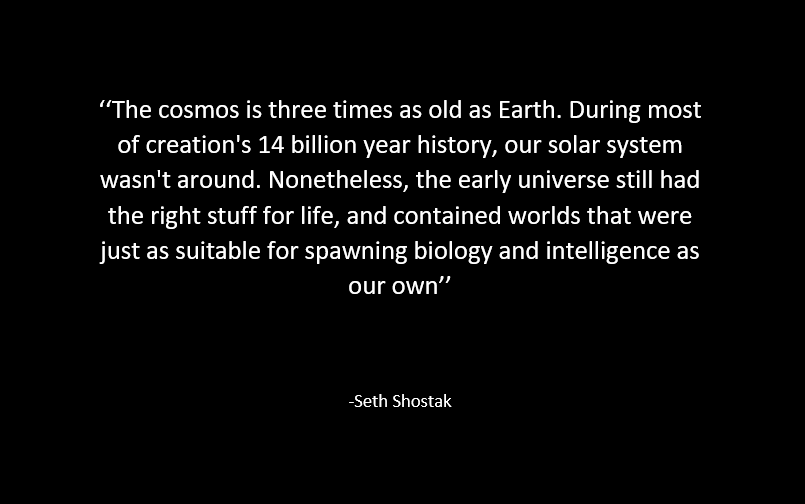 ‘‘The cosmos is three times as old as Earth. During most
of creation's 14 billion year history, our solar system
wasn't around. Nonetheless, the early universe still had
the right stuff for life, and contained worlds that were
just as suitable for spawning biology and intelligence as
our own’’
-Seth Shostak